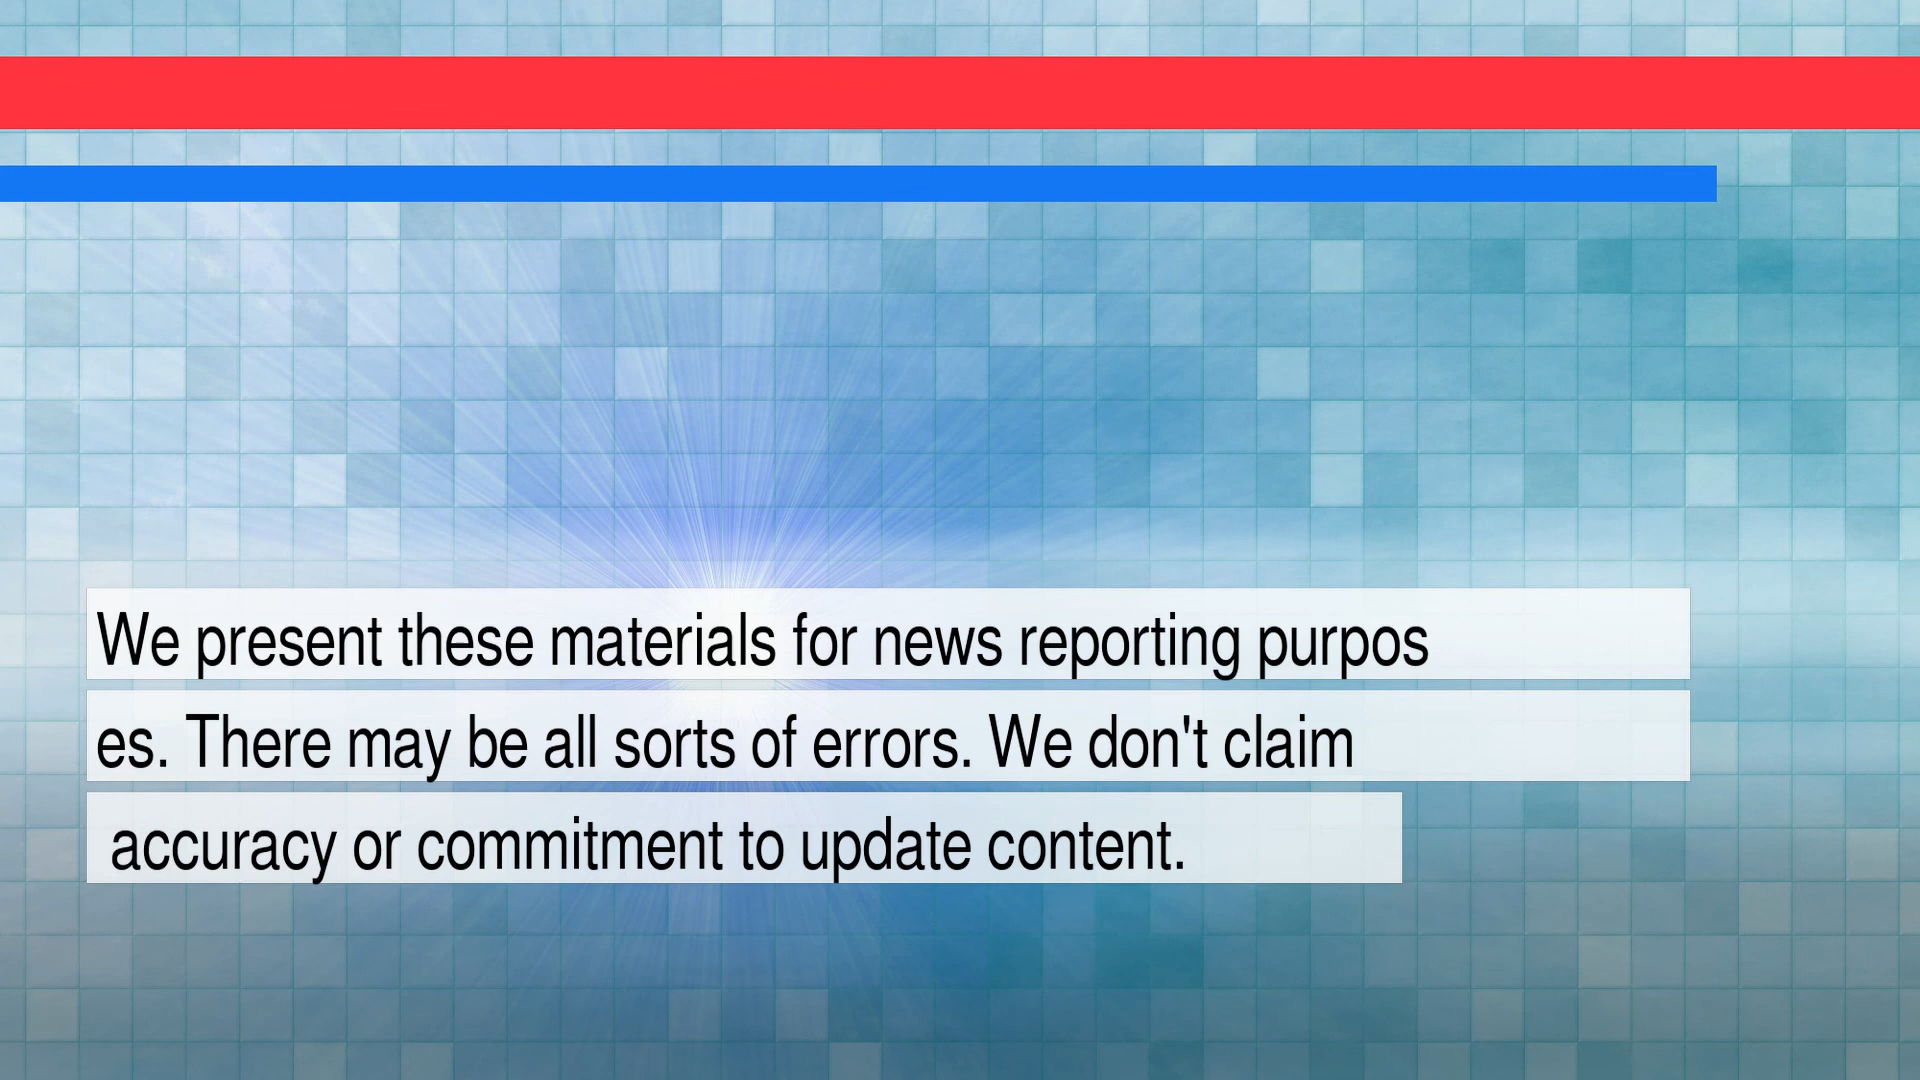 We present these materials for news reporting purpos
es. There may be all sorts of errors. We don't claim
accuracy or commitment to update content.